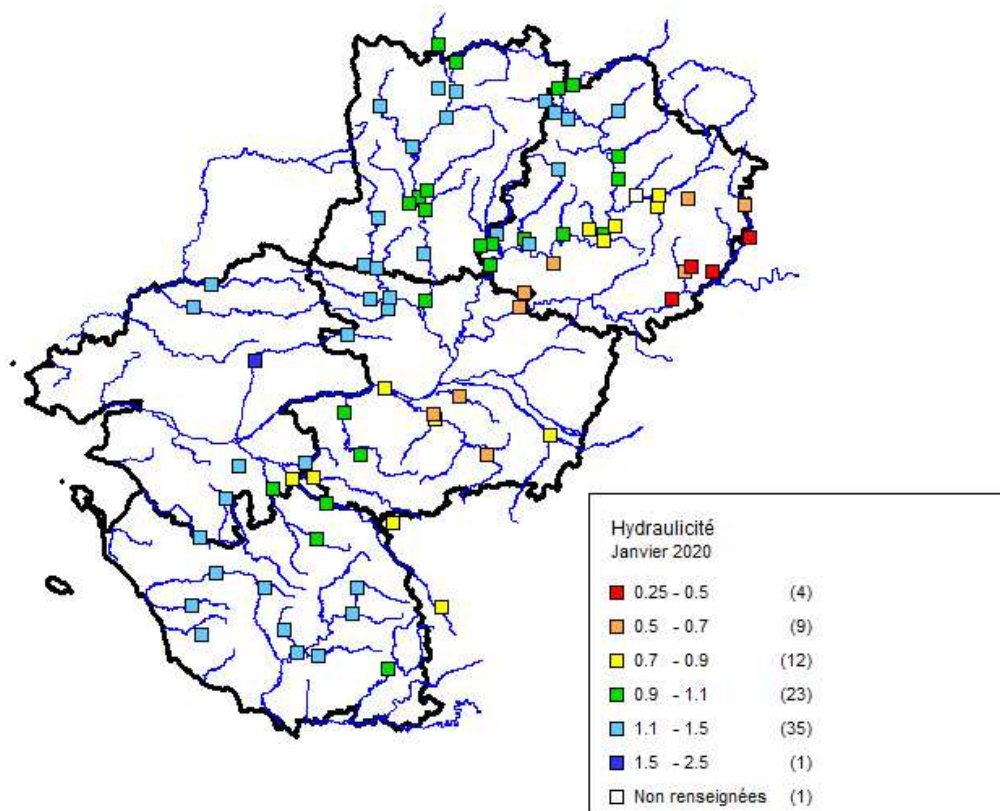 Hydraulicité
Janvier 2020
0.25 - 0.5 (4)
0.5 - 0.7 (9)
0.7 - 0.9 (12)
0.9 - 1.1 (23)
1.1 - 1.5 (35)
1.5 - 2.5 (1)
Non renseignées (1)